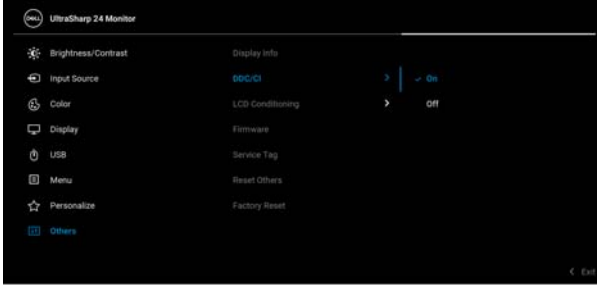 DELL UltraSharp 24 Monitor
Brightness/Contrast
Input Source
Color
Display
USB
Menu
Personalize
Others
Display Info
DDC/CI
LCD Conditioning
Firmware
Service Tag
Reset Others
Factory Reset
On
Off
Exit